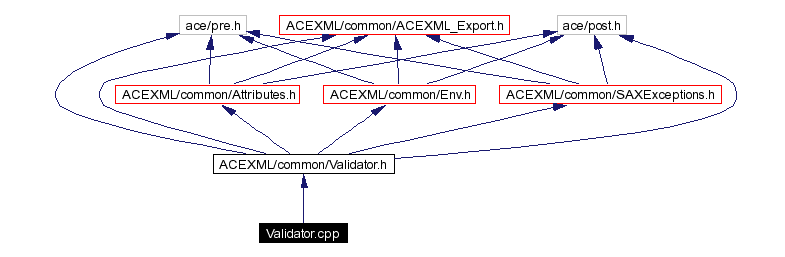 ace/pre.h
ACEXML/common/ACEXML_Export.h
ace/post.h
ACEXML/common/Attributes.h
ACEXML/common/Env.h
ACEXML/common/SAXExceptions.h
ACEXML/common/Validator.h
Validator.cpp